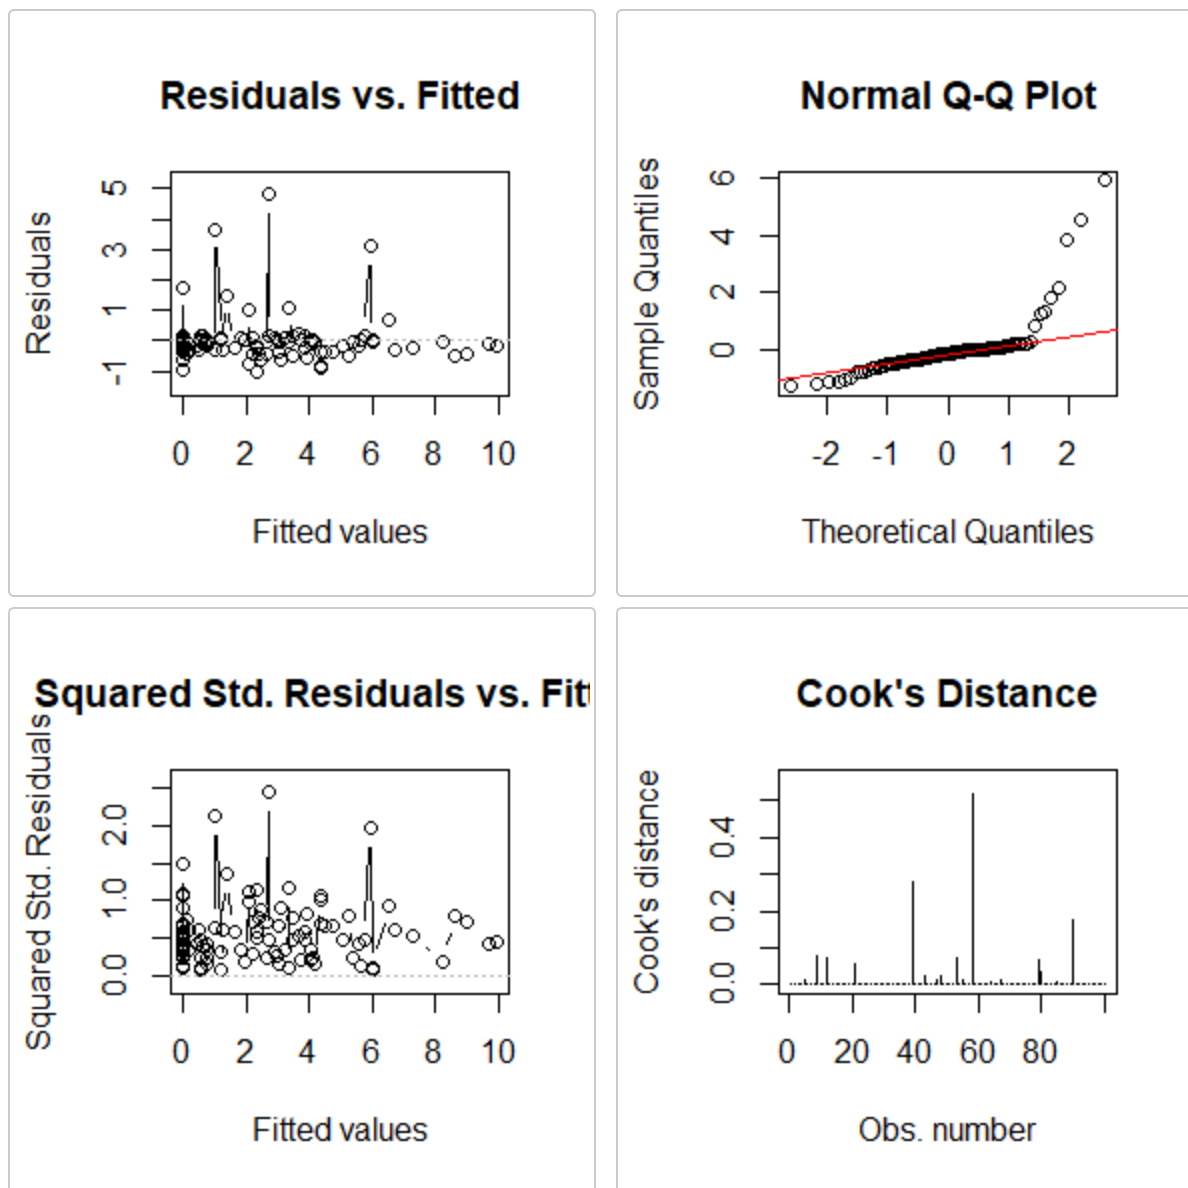 Residuals vs. Fitted
Residuals
5
3
1
-1
0 2 4 6 8 10
Fitted values
Normal Q-Q Plot
Sample Quantiles
6
4
2
0
-2 -1 0 1 2
Theoretical Quantiles
Squared Std. Residuals vs. Fitt
Squared Std. Residuals
2.0
1.0
0.0
0 2 4 6 8 10
Fitted values
Cook's Distance
Cook's distance
0.4
0.2
0.0
0 20 40 60 80
Obs. number